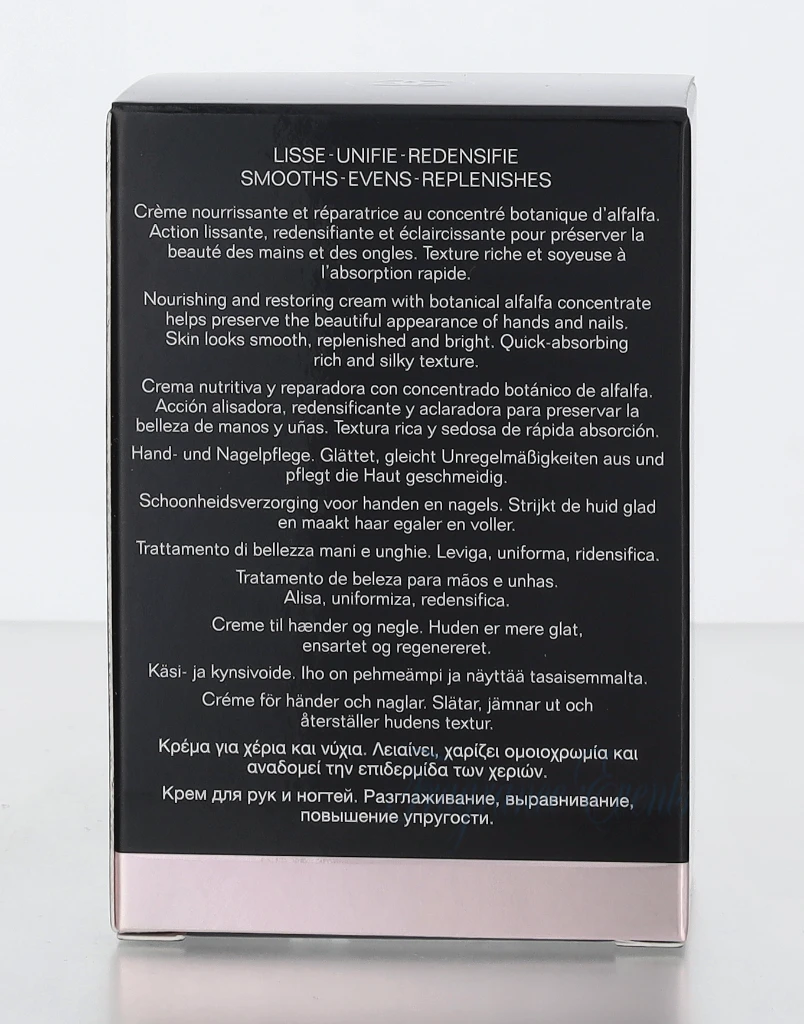 LISSE-UNIFIE-REDENSIFIE
SMOOTHS-EVENS-REPLENISHES
Crème nourrissante et réparatrice au concentré botanique d'alfalfa.
Action lissante, redensifiante et éclaircissante pour préserver la
beauté des mains et des ongles. Texture riche et soyeuse à
l'absorption rapide.
Nourishing and restoring cream with botanical alfalfa concentrate
helps preserve the beautiful appearance of hands and nails.
Skin looks smooth, replenished and bright. Quick-absorbing
rich and silky texture.
Crema nutritiva y reparadora con concentrado botánico de alfalfa.
Acción alisadora, redensificante y aclaradora para preservar la
belleza de manos y uñas. Textura rica y sedosa de rápida absorción.
Hand- und Nagelpflege. Glättet, gleicht Unregelmäßigkeiten aus und
pflegt die Haut geschmeidig.
Schoonheidsverzorging voor handen en nagels. Strijkt de huid glad
en maakt haar egaler en voller.
Trattamento di bellezza mani e unghie. Leviga, uniforma, ridensifica.
Tratamento de beleza para mãos e unhas.
Alisa, uniformiza, redensifica.
Creme til hænder og negle. Huden er mere glat,
ensartet og regenereret.
Käsi- ja kynsivoide. Iho on pehmeämpi ja näyttää tasaisemmalta.
Créme för händer och naglar. Slätar, jämnar ut och
återställer hudens textur.
Κρέμα για χέρια και νύχια. Λειαίνει, χαρίζει ομοιοχρωμία και
αναδομεί την επιδερμίδα των χεριών.
Крем для рук и ногтей. Разглаживание, выравнивание,
повышение упругости.